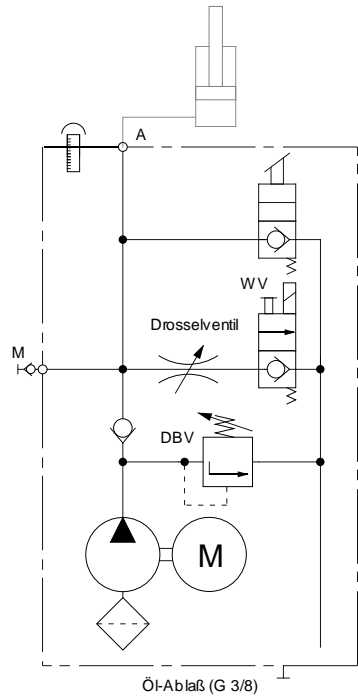 A
WV
Drosselventil
M
DBV
M
Öl-Ablaß (G 3/8)